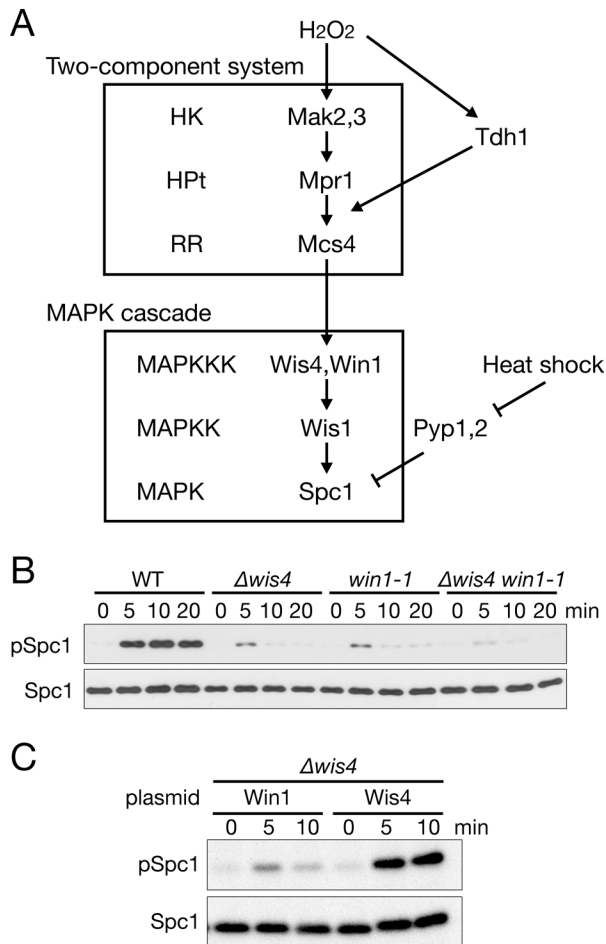 A
H2O2
Two-component system
HK Mak2,3
Tdh1
HPt Mpr1
RR Mcs4
MAPK cascade
MAPKKK Wis4,Win1 Heat shock
MAPKK Wis1 Pyp1,2
MAPK Spc1
B
WT Δwis4 win1-1 Δwis4 win1-1
0 5 10 20 0 5 10 20 0 5 10 20 0 5 10 20 min
pSpc1
Spc1
C
Δwis4
plasmid Win1 Wis4
0 5 10 0 5 10 min
pSpc1
Spc1